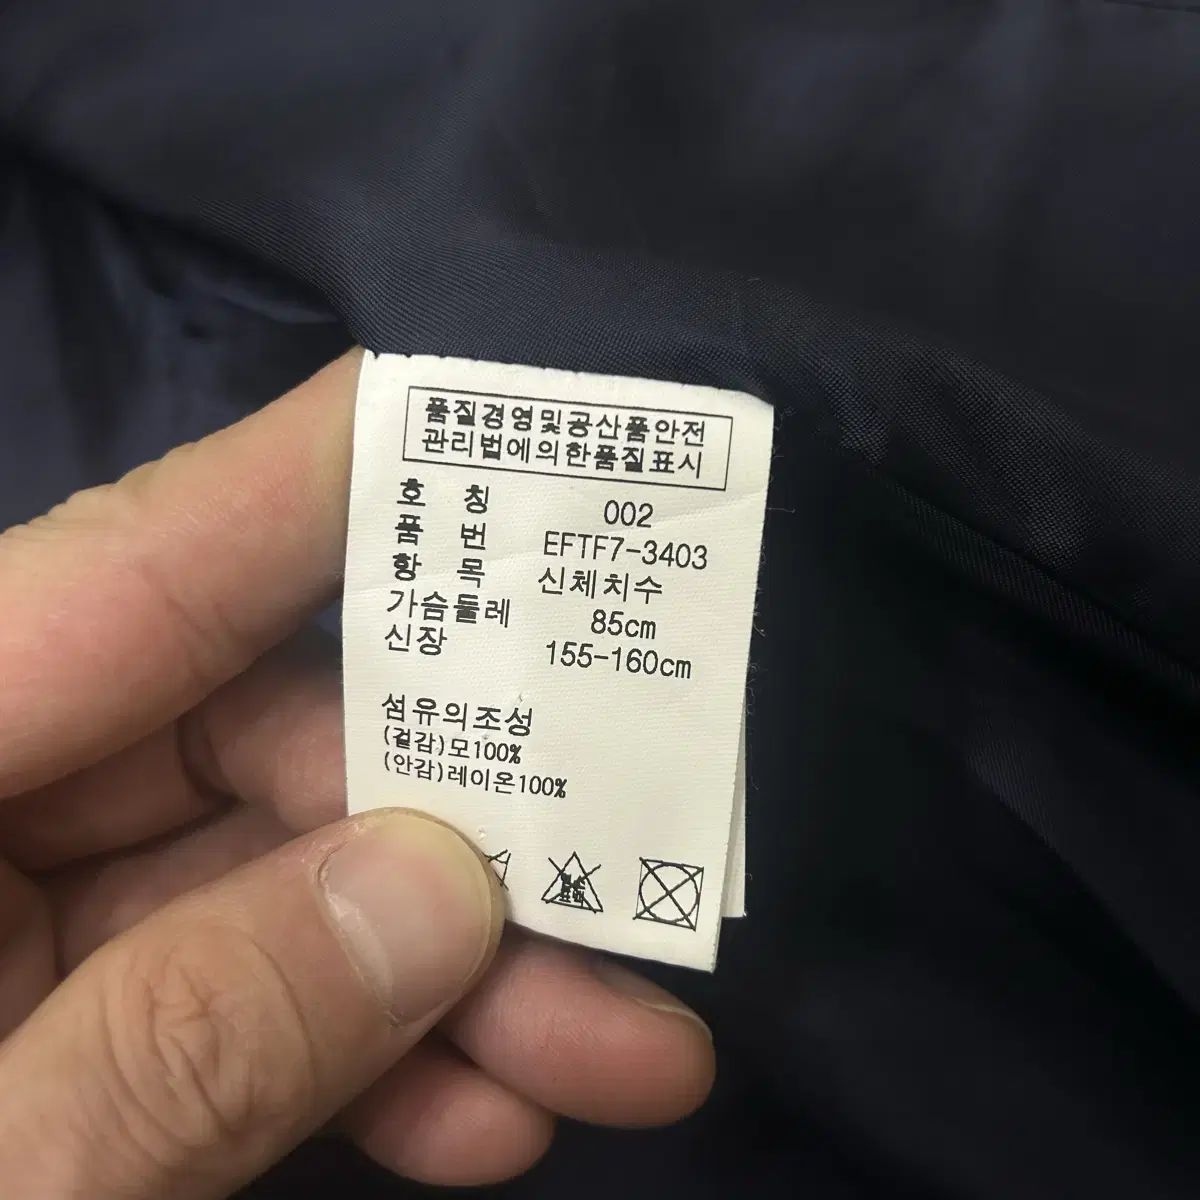 품질경영및공산품안전
관리법에의한품질표시
호 칭 002
품 번 EFTF7-3403
항 목 신체치수
가슴둘레 85cm
신장 155-160cm
섬유의조성
(겉감)모100%
(안감)레이온100%